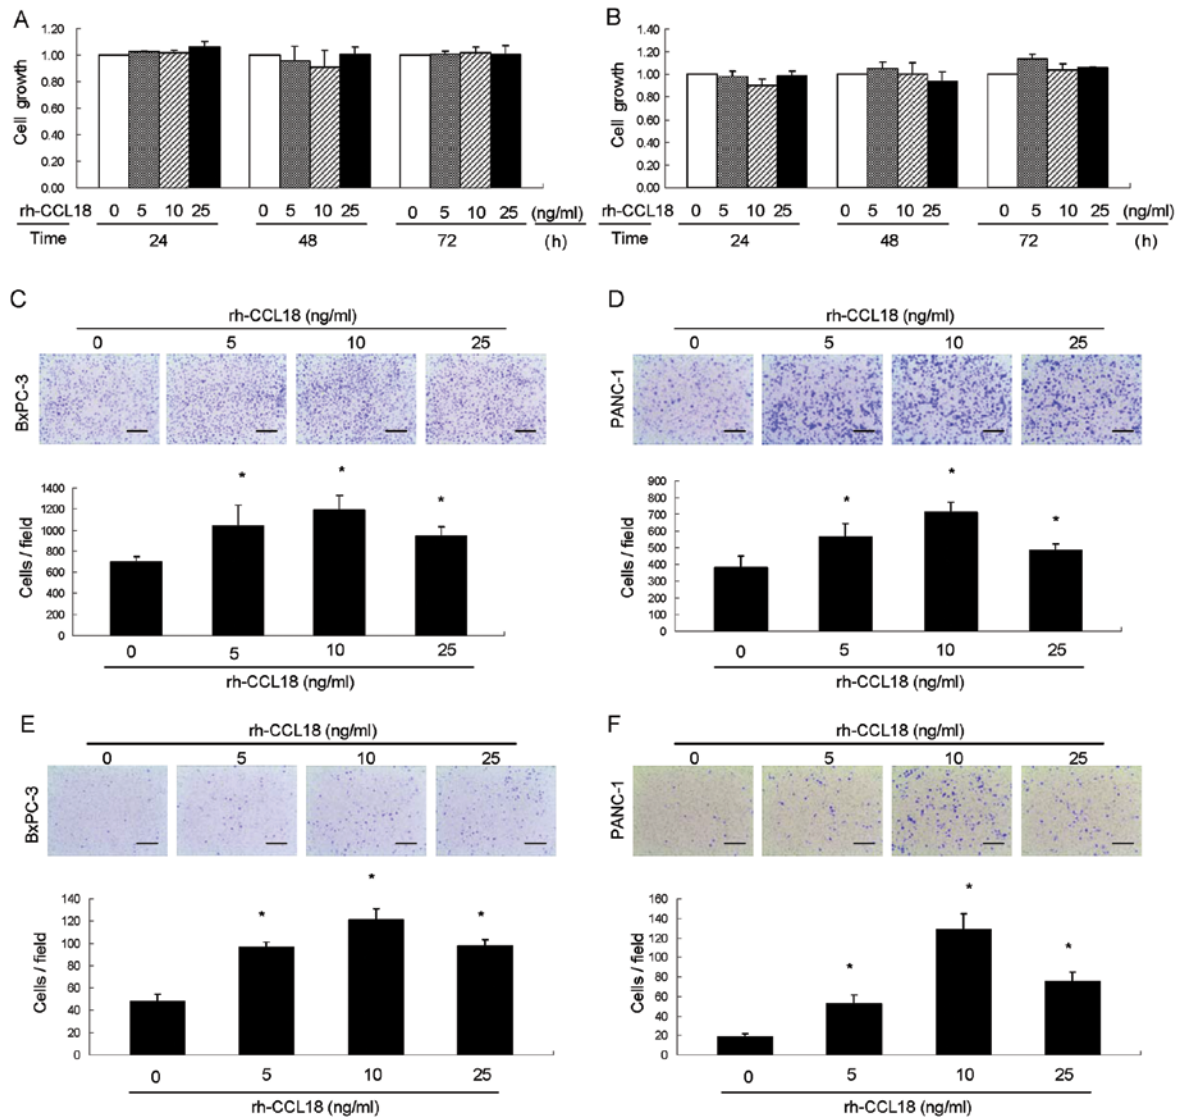 A
Cell growth
1.20
1.00
0.80
0.60
0.40
0.20
0.00
rh-CCL18 0 5 10 25 0 5 10 25 0 5 10 25 (ng/ml)
Time 24 48 72 (h)
B
Cell growth
1.40
1.20
1.00
0.80
0.60
0.40
0.20
0.00
rh-CCL18 0 5 10 25 0 5 10 25 0 5 10 25 (ng/ml)
Time 24 48 72 (h)
C
rh-CCL18 (ng/ml)
0 5 10 25
BxPC-3
* * *
Cells / field
1400
1200
1000
800
600
400
200
0
0 5 10 25
rh-CCL18 (ng/ml)
D
rh-CCL18 (ng/ml)
0 5 10 25
PANC-1
* * *
Cells / field
900
800
700
600
500
400
300
200
100
0
0 5 10 25
rh-CCL18 (ng/ml)
E
rh-CCL18 (ng/ml)
0 5 10 25
BxPC-3
* * *
Cells / field
140
120
100
80
60
40
20
0
0 5 10 25
rh-CCL18 (ng/ml)
F
rh-CCL18 (ng/ml)
0 5 10 25
PANC-1
* * *
Cells / field
160
140
120
100
80
60
40
20
0
0 5 10 25
rh-CCL18 (ng/ml)